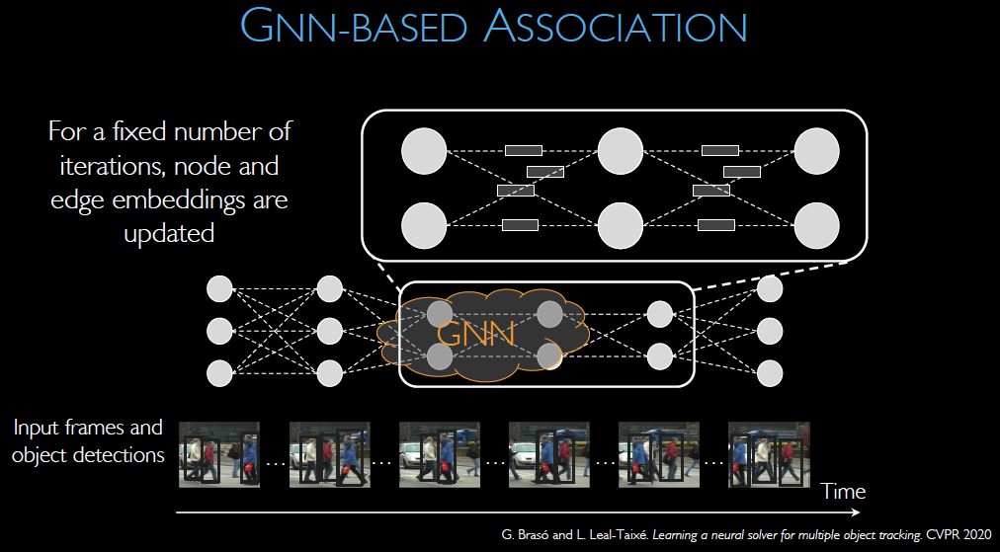 GNN-BASED ASSOCIATION
For a fixed number of
iterations, node and
edge embeddings are
updated
GNN
Input frames and
object detections
... ... ... ... ...
Time
G. Brasó and L. Leal-Taixé. Learning a neural solver for multiple object tracking. CVPR 2020